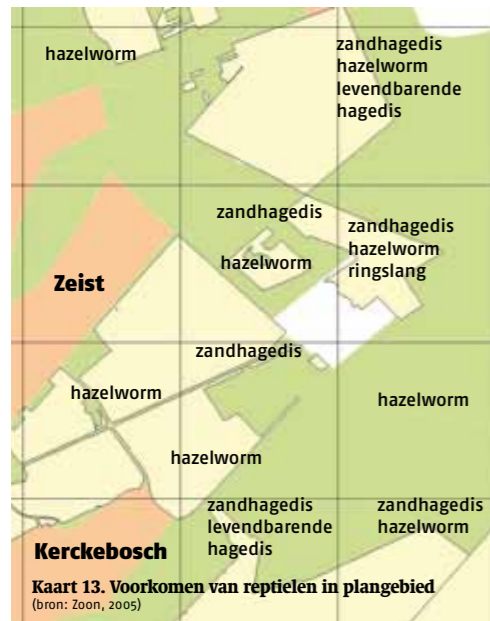 hazelworm
zandhagedis
hazelworm
levendbarende
hagedis
zandhagedis
hazelworm
zandhagedis
hazelworm
ringslang
Zeist
zandhagedis
hazelworm
hazelworm
hazelworm
zandhagedis
levendbarende
hagedis
zandhagedis
hazelworm
Kerckebosch
Kaart 13. Voorkomen van reptielen in plangebied
(bron: Zoon, 2005)